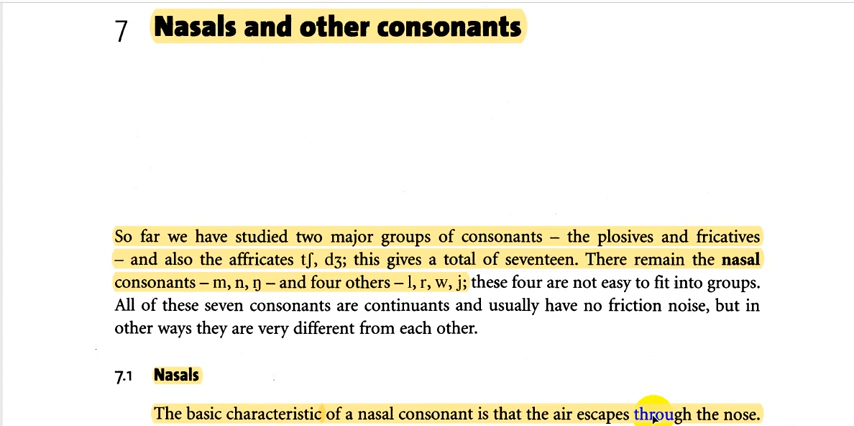 7 Nasals and other consonants
So far we have studied two major groups of consonants – the plosives and fricatives
– and also the affricates tʃ, dʒ; this gives a total of seventeen. There remain the nasal
consonants – m, n, ŋ – and four others – l, r, w, j; these four are not easy to fit into groups.
All of these seven consonants are continuants and usually have no friction noise, but in
other ways they are very different from each other.
7.1 Nasals
The basic characteristic of a nasal consonant is that the air escapes through the nose.